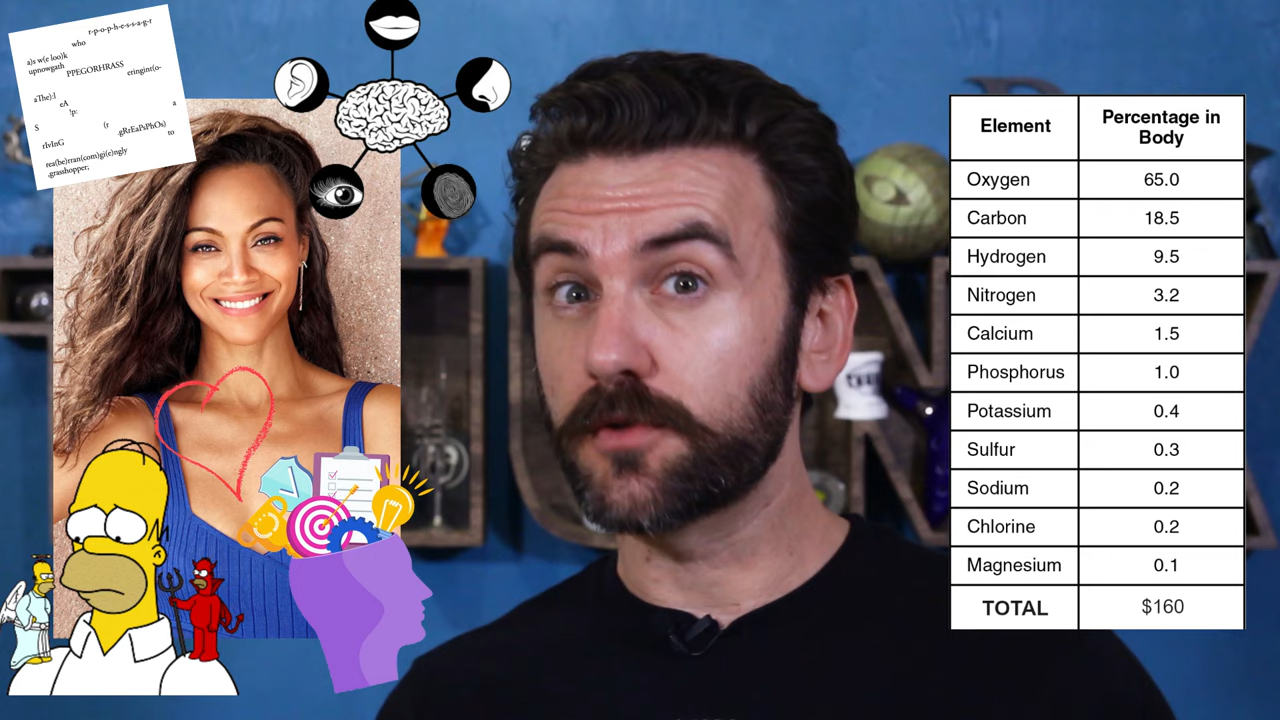 r-p-o-p-h-e-s-s-a-g-r
who
a)s w(e loo)k
upnowgath
PPEGORHRASS
eringint(o-
aThe):l
eA
!p:
S a
(r
rIvInG .gRrEaPsPhOs)
to
rea(be)rran(com)gi(e)ngly
,grasshopper;
Element Percentage in
Body
Oxygen 65.0
Carbon 18.5
Hydrogen 9.5
Nitrogen 3.2
Calcium 1.5
Phosphorus 1.0
Potassium 0.4
Sulfur 0.3
Sodium 0.2
Chlorine 0.2
Magnesium 0.1
TOTAL $160